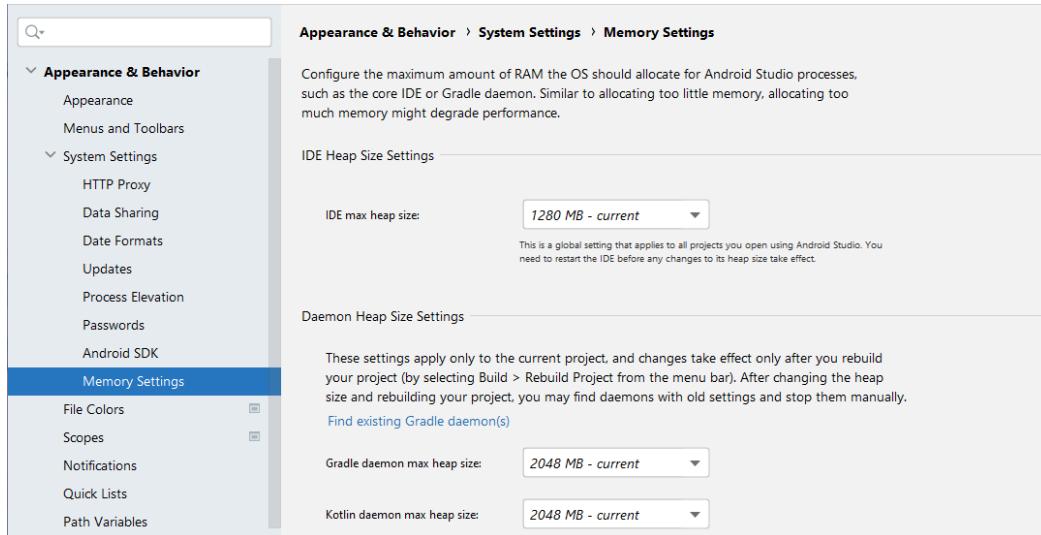 Appearance & Behavior
Appearance
Menus and Toolbars
System Settings
HTTP Proxy
Data Sharing
Date Formats
Updates
Process Elevation
Passwords
Android SDK
Memory Settings
File Colors
Scopes
Notifications
Quick Lists
Path Variables
Appearance & Behavior › System Settings › Memory Settings
Configure the maximum amount of RAM the OS should allocate for Android Studio processes,
such as the core IDE or Gradle daemon. Similar to allocating too little memory, allocating too
much memory might degrade performance.
IDE Heap Size Settings
IDE max heap size: 1280 MB - current
This is a global setting that applies to all projects you open using Android Studio. You
need to restart the IDE before any changes to its heap size take effect.
Daemon Heap Size Settings
These settings apply only to the current project, and changes take effect only after you rebuild
your project (by selecting Build > Rebuild Project from the menu bar). After changing the heap
size and rebuilding your project, you may find daemons with old settings and stop them manually.
Find existing Gradle daemon(s)
Gradle daemon max heap size: 2048 MB - current
Kotlin daemon max heap size: 2048 MB - current